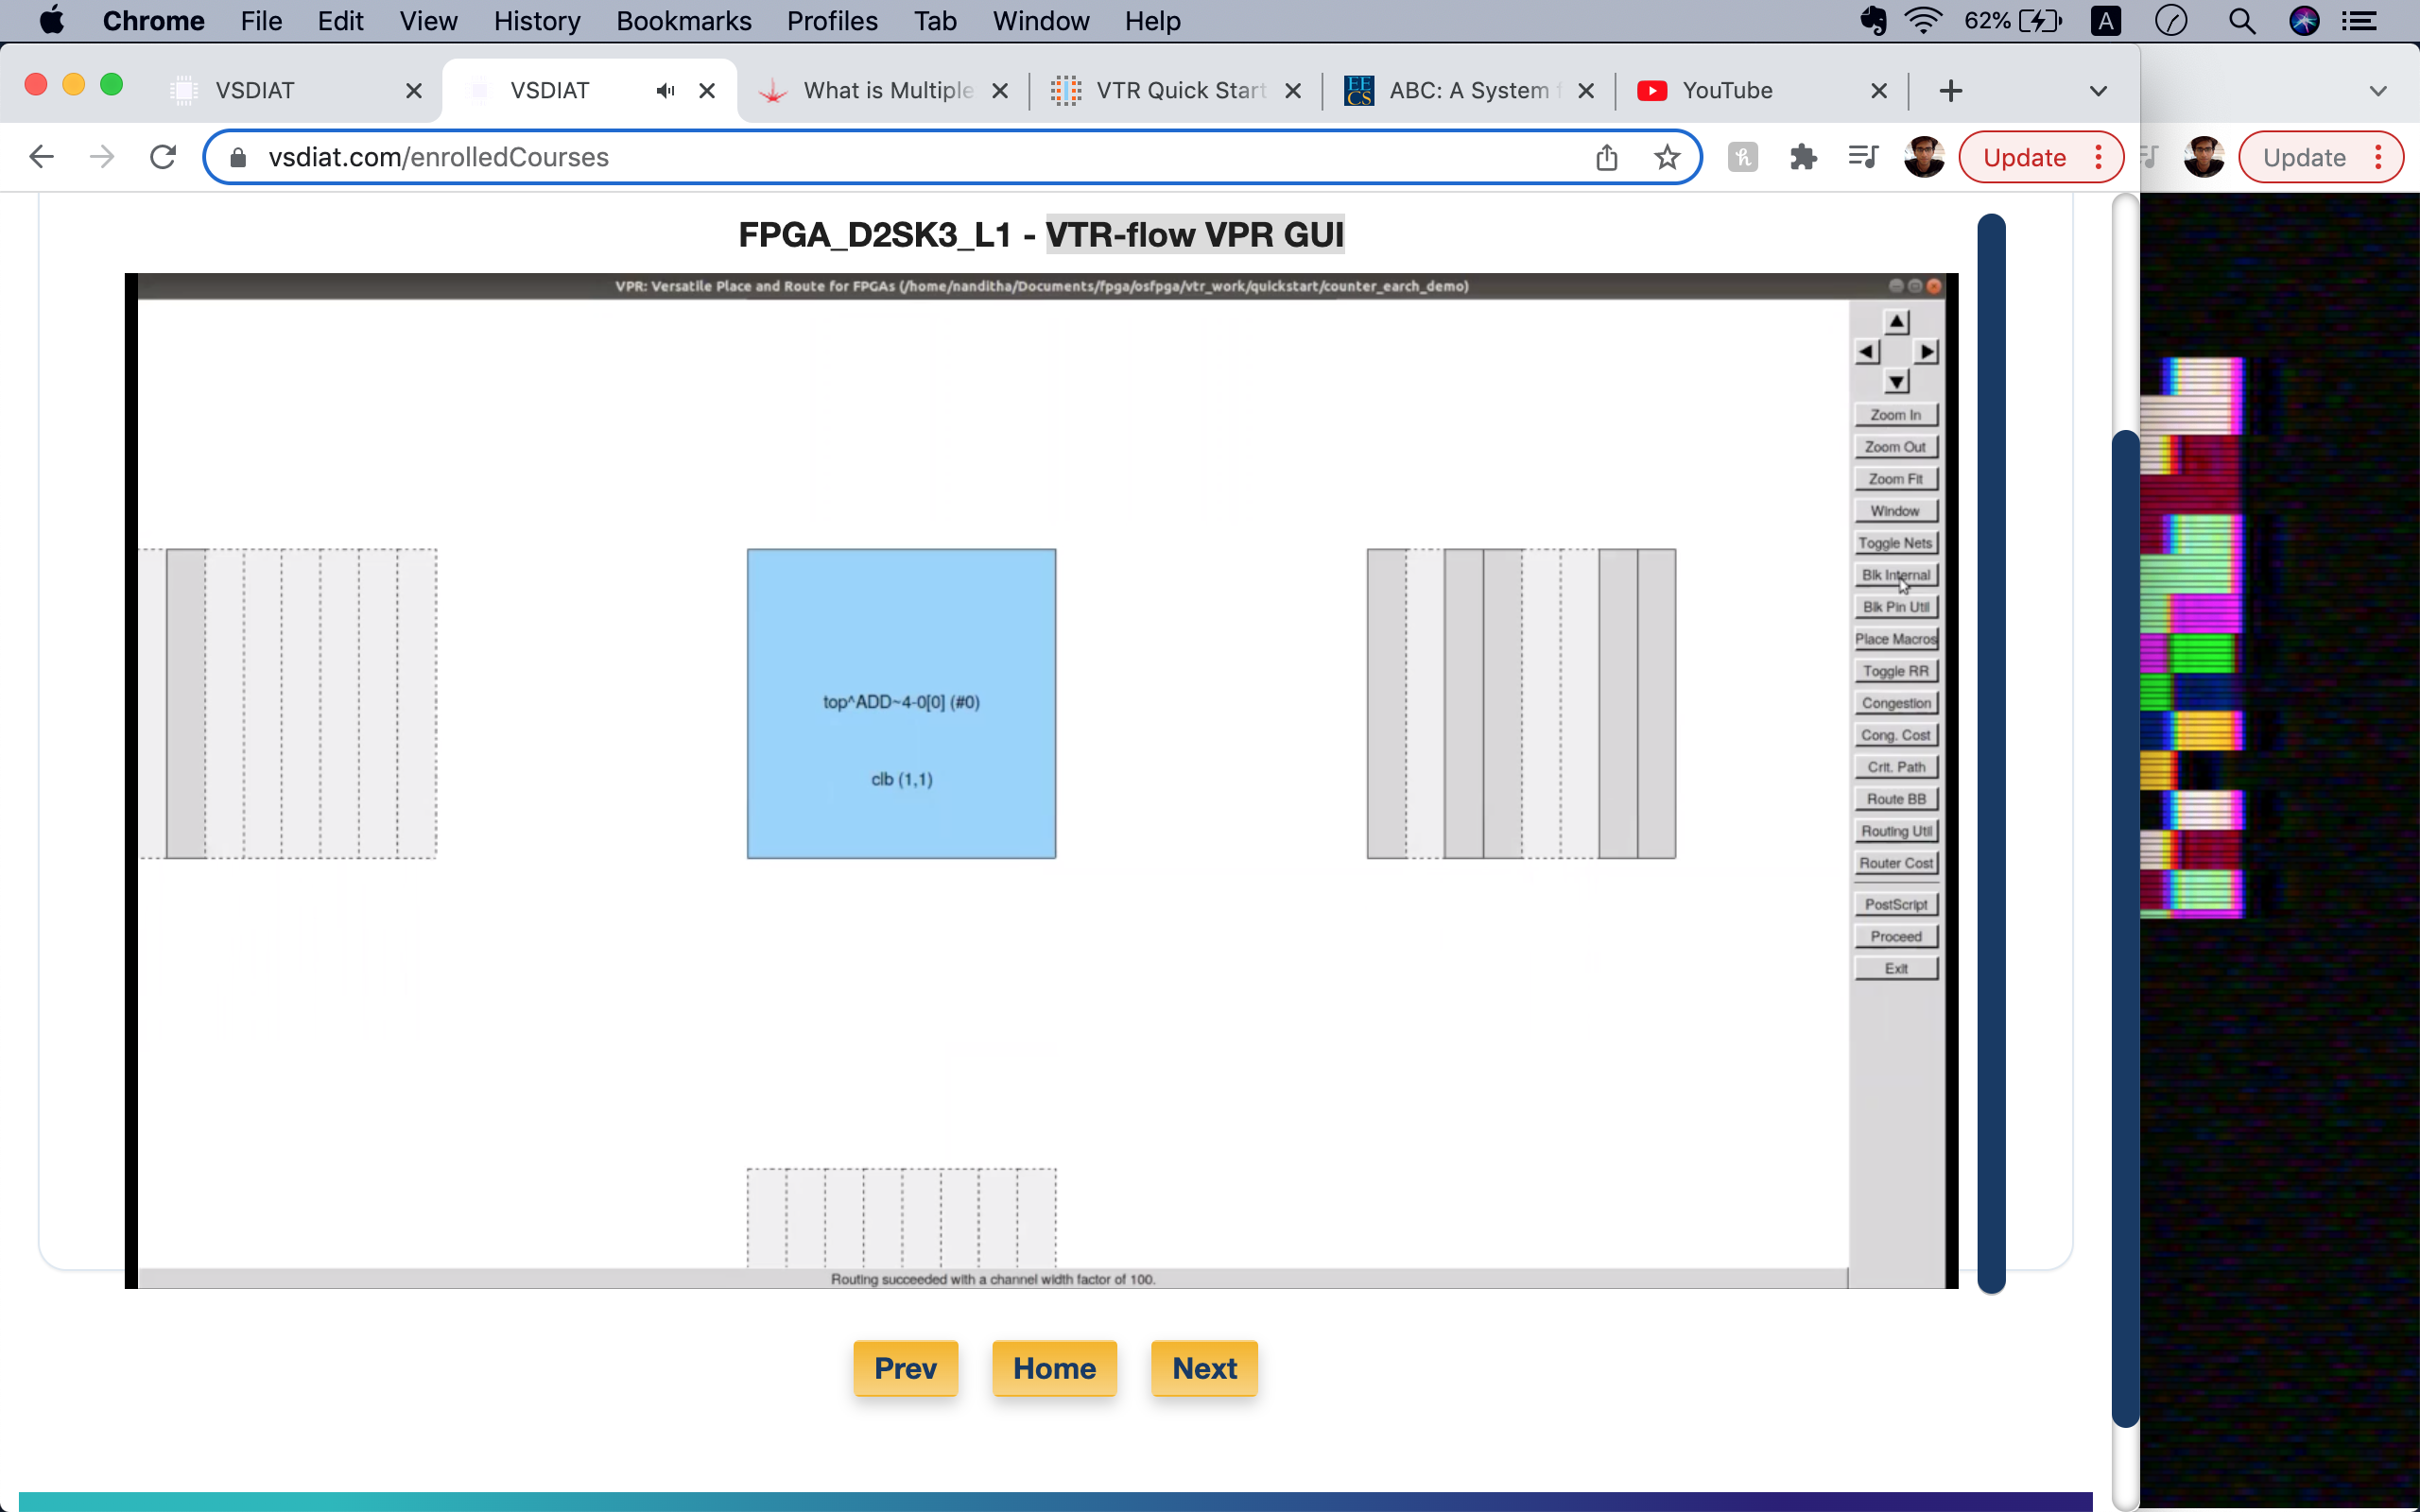 Chrome File Edit View History Bookmarks Profiles Tab Window Help 62% A
VSDIAT VSDIAT What is Multiple VTR Quick Start ABC: A System f YouTube
vsdiat.com/enrolledCourses Update Update
FPGA_D2SK3_L1 - VTR-flow VPR GUI
VPR: Versatile Place and Route for FPGAs (/home/nanditha/Documents/fpga/osfpga/vtr_work/quickstart/counter_earch_demo)
Zoom In
Zoom Out
Zoom Fit
Window
Toggle Nets
Blk Internal
Blk Pin Util
Place Macros
Toggle RR
Congestion
Cong. Cost
Crit. Path
Route BB
Routing Util
Router Cost
PostScript
Proceed
Exit
top^ADD~4-0[0] (#0)
clb (1,1)
Routing succeeded with a channel width factor of 100.
Prev Home Next